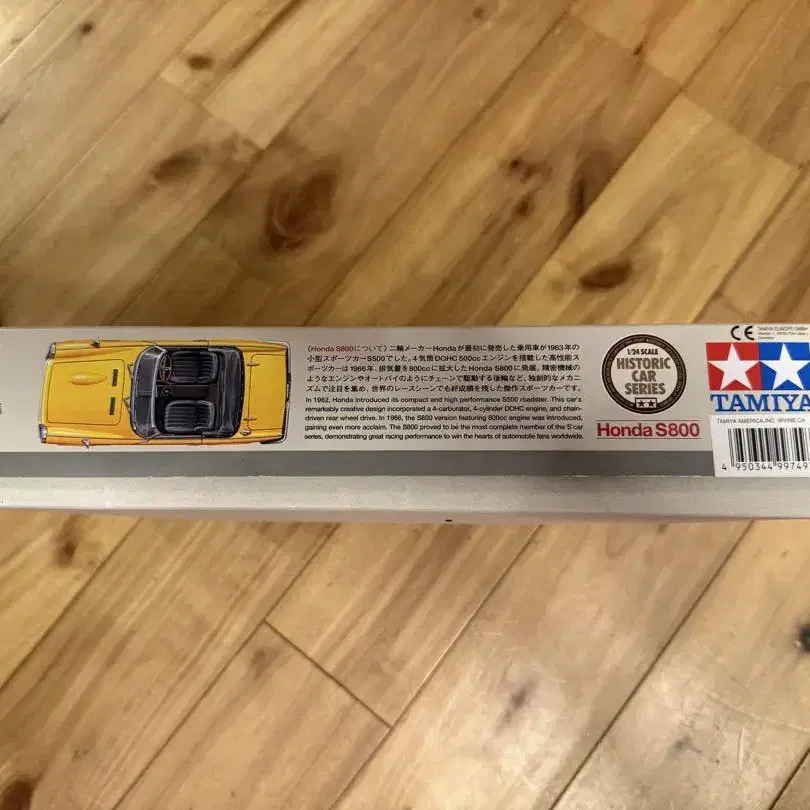 《Honda S800について》 二輪メーカーHondaが最初に発売した乗用車が1963年の
小型スポーツカーS500でした。4気筒DOHC 500ccエンジンを搭載した高性能ス
ポーツカーは1966年、排気量を800ccに拡大したHonda S800に発展。精密機械の
ようなエンジンやオートバイのようにチェーンで駆動する後輪など、独創的なメカニ
ズムで注目を集め、世界のレースシーンでも好成績を残した傑作スポーツカーです。
In 1962, Honda introduced its compact and high performance S500 roadster. This car's
remarkably creative design incorporated a 4-carburator, 4-cylinder DOHC engine, and chain-
driven rear wheel drive. In 1966, the S800 version featuring 800cc engine was introduced,
gaining even more acclaim. The S800 proved to be the most complete member of the 'S' car
series, demonstrating great racing performance to win the hearts of automobile fans worldwide.
1/24 SCALE
HISTORIC
CAR
SERIES
Honda S800
CE
TAMIYA EUROPE GMBH
Germany
TAMIYA
TAMIYA AMERICA, INC. IRVINE, CA
4 950344 99749